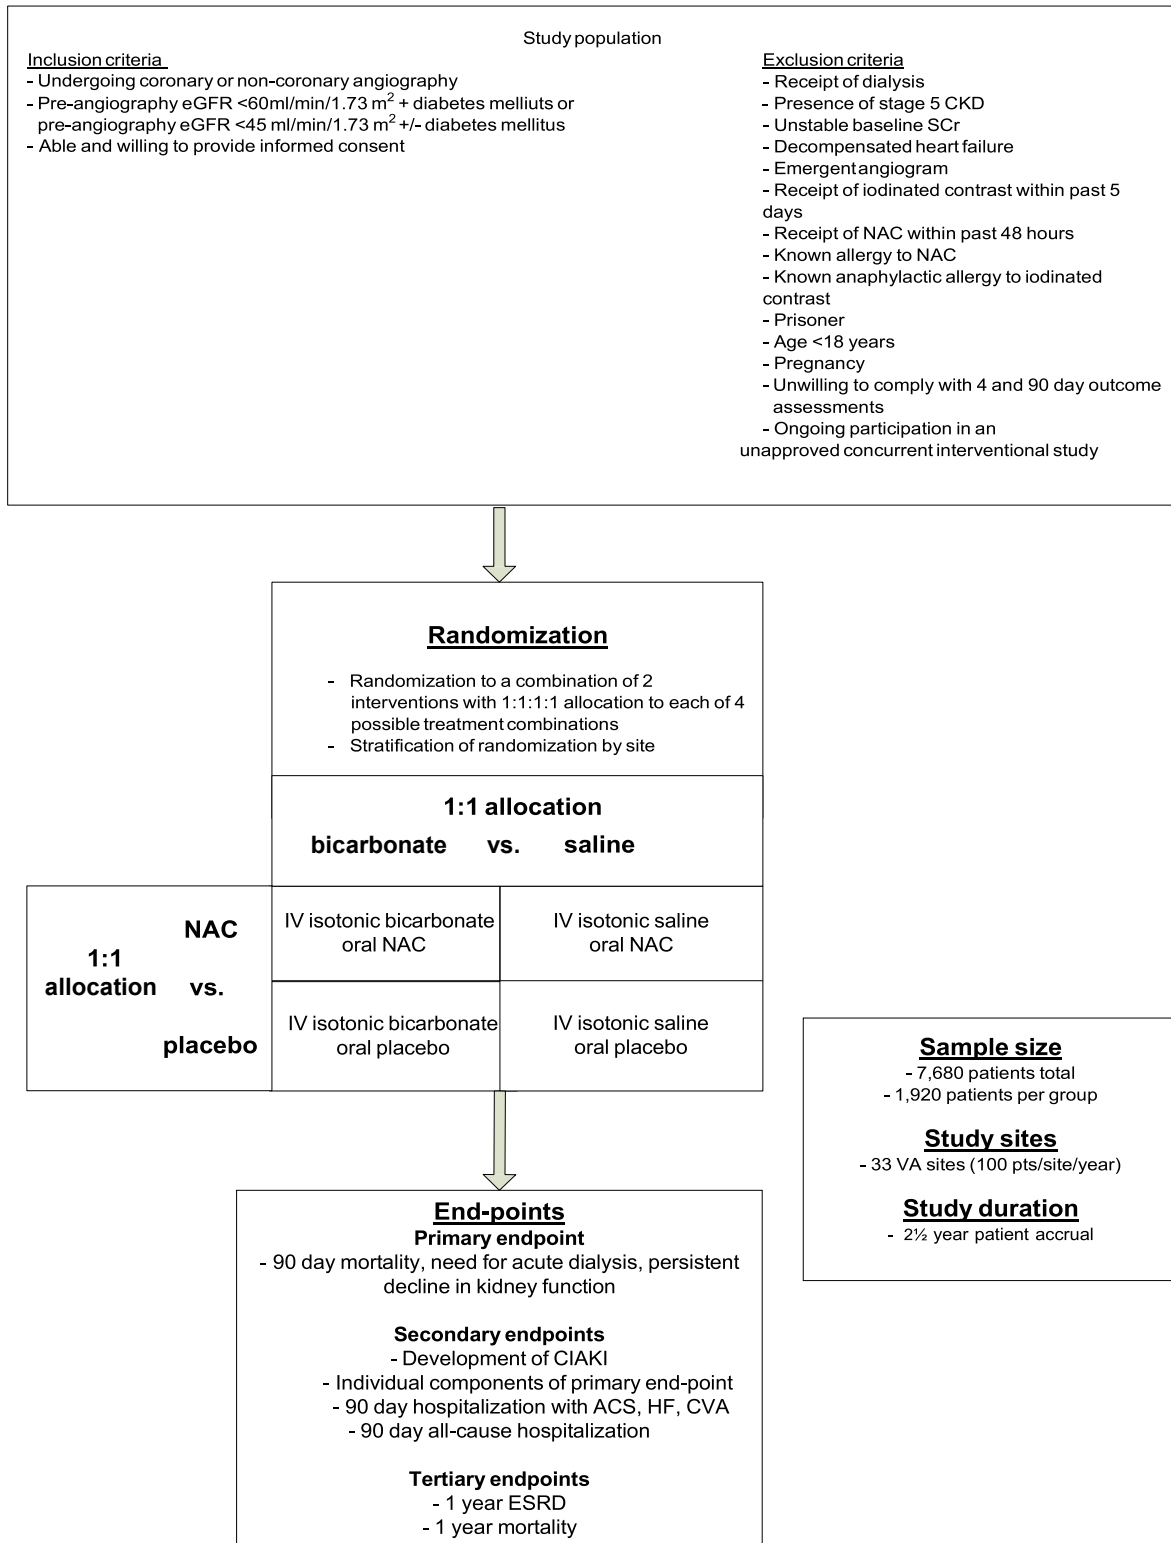 Study population
Inclusion criteria
- Undergoing coronary or non-coronary angiography
- Pre-angiography eGFR <60ml/min/1.73 m² + diabetes melliuts or
pre-angiography eGFR <45 ml/min/1.73 m² +/- diabetes mellitus
- Able and willing to provide informed consent
Exclusion criteria
- Receipt of dialysis
- Presence of stage 5 CKD
- Unstable baseline SCr
- Decompensated heart failure
- Emergent angiogram
- Receipt of iodinated contrast within past 5
days
- Receipt of NAC within past 48 hours
- Known allergy to NAC
- Known anaphylactic allergy to iodinated
contrast
- Prisoner
- Age <18 years
- Pregnancy
- Unwilling to comply with 4 and 90 day outcome
assessments
- Ongoing participation in an
unapproved concurrent interventional study
Randomization
- Randomization to a combination of 2
interventions with 1:1:1:1 allocation to each of 4
possible treatment combinations
- Stratification of randomization by site
1:1 allocation
bicarbonate vs. saline
NAC
1:1
allocation vs.
placebo
IV isotonic bicarbonate
oral NAC
IV isotonic saline
oral NAC
IV isotonic bicarbonate
oral placebo
IV isotonic saline
oral placebo
Sample size
- 7,680 patients total
- 1,920 patients per group
Study sites
- 33 VA sites (100 pts/site/year)
Study duration
- 2½ year patient accrual
End-points
Primary endpoint
- 90 day mortality, need for acute dialysis, persistent
decline in kidney function
Secondary endpoints
- Development of CIAKI
- Individual components of primary end-point
- 90 day hospitalization with ACS, HF, CVA
- 90 day all-cause hospitalization
Tertiary endpoints
- 1 year ESRD
- 1 year mortality